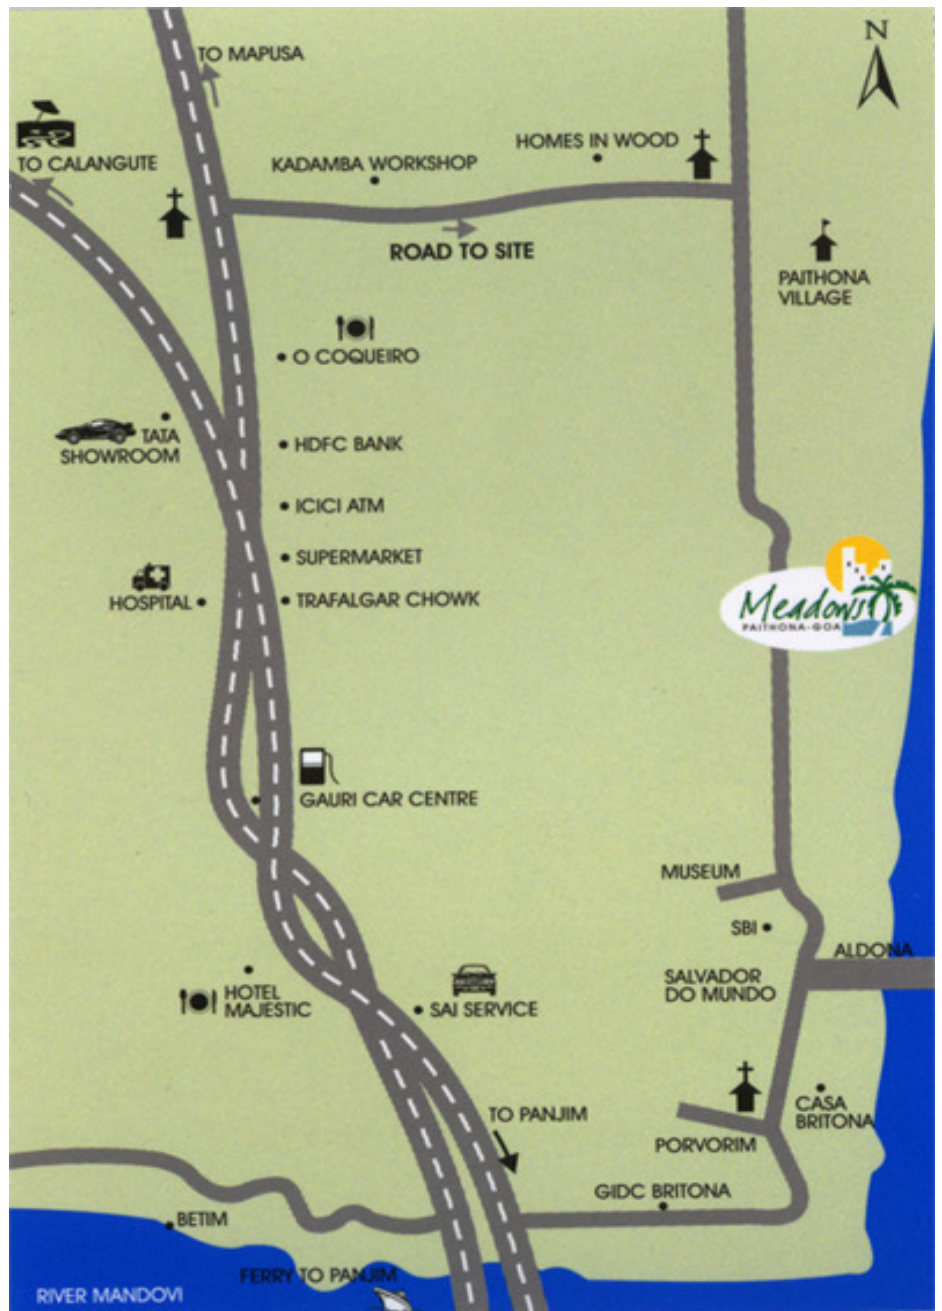 N
TO MAPUSA
TO CALANGUTE
KADAMBA WORKSHOP
HOMES IN WOOD
ROAD TO SITE
PAITHONA
VILLAGE
O COQUEIRO
TATA
SHOWROOM
HDFC BANK
ICICI ATM
SUPERMARKET
HOSPITAL
TRAFALGAR CHOWK
Meadows
PAITHONA-GOA
GAURI CAR CENTRE
MUSEUM
SBI
ALDONA
SALVADOR
DO MUNDO
HOTEL
MAJESTIC
SAI SERVICE
CASA
BRITONA
TO PANJIM
PORVORIM
GIDC BRITONA
BETIM
FERRY TO PANJIM
RIVER MANDOVI